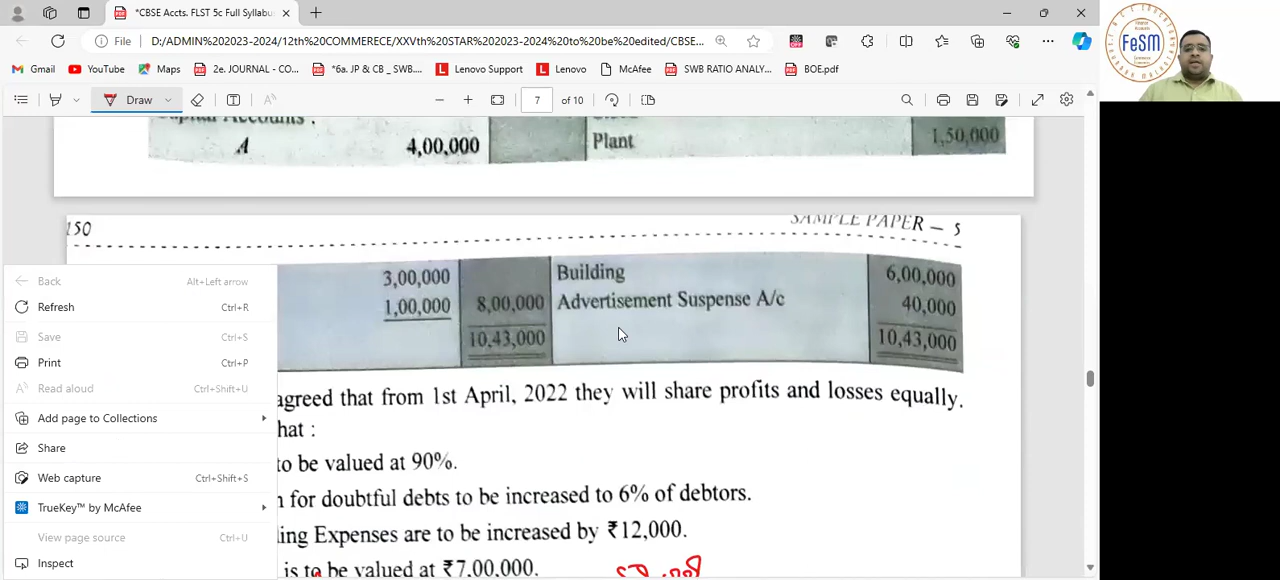 *CBSE Accts. FLST 5c Full Syllabu
File
D:/ADMIN%202023-2024/12th%20COMMERECE/XXVth%20...%202023-2024%20to%20be%20edited/CBSE...
Gmail
YouTube
Maps
2e. JOURNAL - CO...
*6a. JP & CB _ SWB....
Lenovo Support
Lenovo
McAfee
SWB RATIO ANALY...
BOE.pdf
Draw
7 of 10
FeSM
Capital Accounts :
A 4,00,000 Plant 1,50,000
150 SAMPLE PAPER – 5
3,00,000 Building 6,00,000
1,00,000 8,00,000 Advertisement Suspense A/c 40,000
10,43,000 10,43,000
agreed that from 1st April, 2022 they will share profits and losses equally.
hat :
to be valued at 90%.
n for doubtful debts to be increased to 6% of debtors.
ling Expenses are to be increased by ₹12,000.
is to be valued at ₹7,00,000.
Back Alt+Left arrow
Refresh Ctrl+R
Save Ctrl+S
Print Ctrl+P
Read aloud Ctrl+Shift+U
Add page to Collections
Share
Web capture Ctrl+Shift+S
TrueKey™ by McAfee
View page source Ctrl+U
Inspect